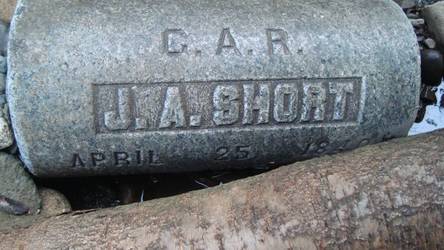 G. A. R.
J. A. SHORT
APRIL 25